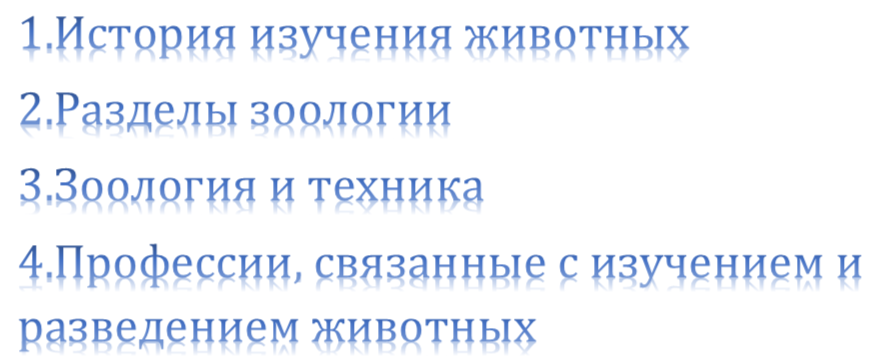 1.История изучения животных
2.Разделы зоологии
3.Зоология и техника
4.Профессии, связанные с изучением и
разведением животных